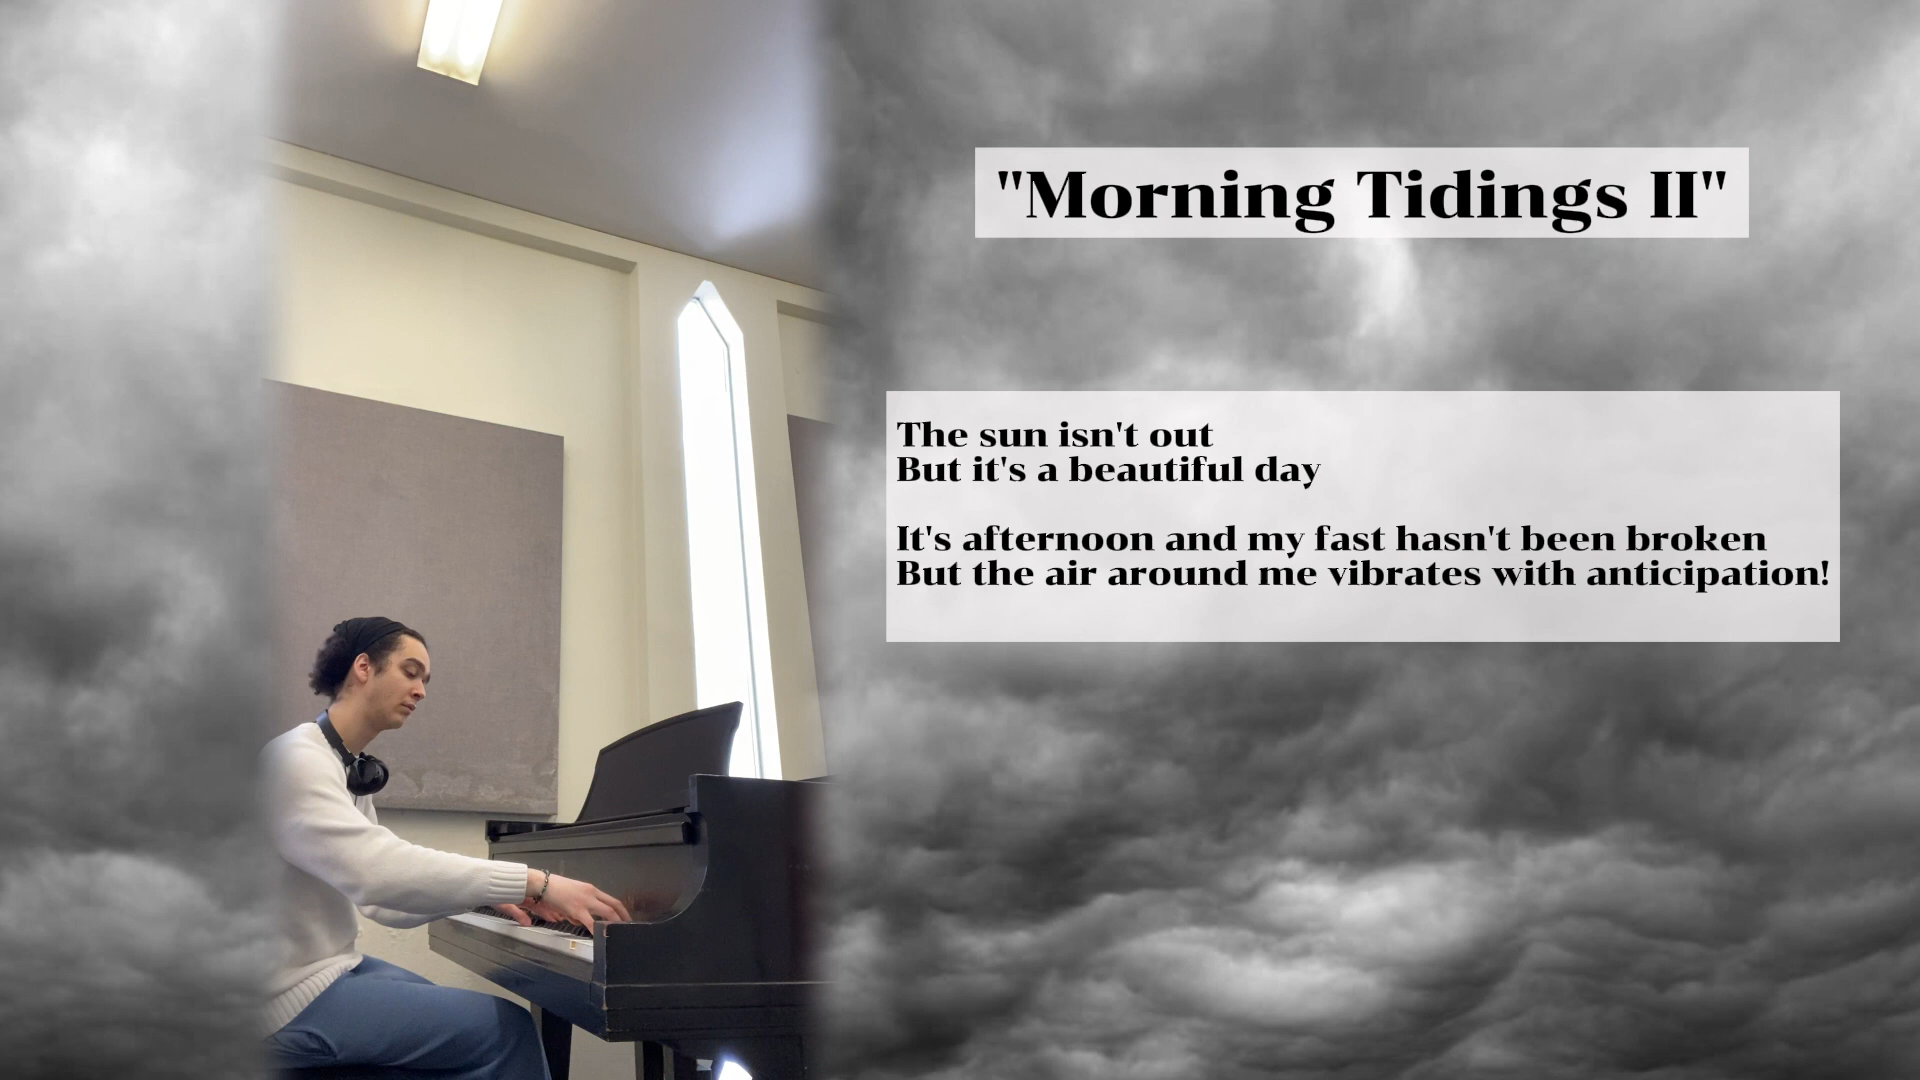 "Morning Tidings II"
The sun isn't out
But it's a beautiful day
It's afternoon and my fast hasn't been broken
But the air around me vibrates with anticipation!